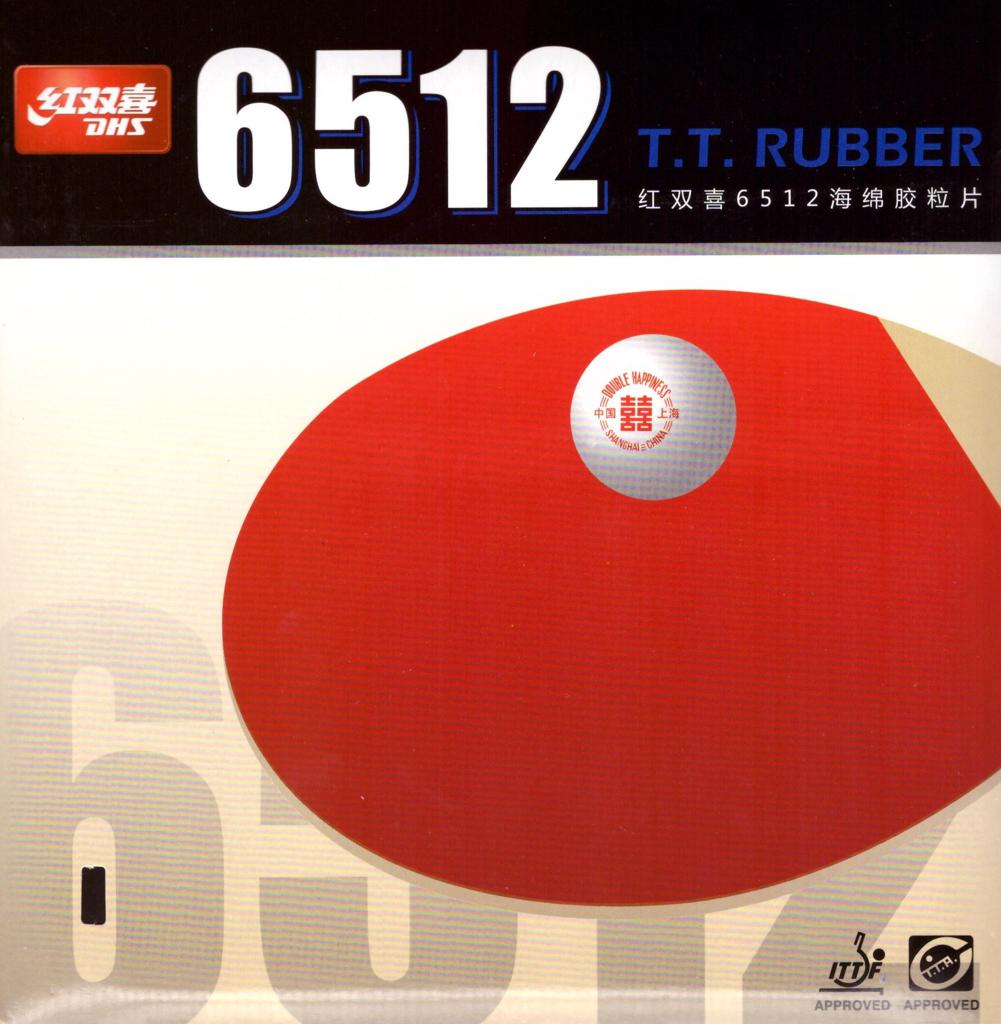 红双喜
DHS
6512
T.T. RUBBER
红双喜6512海绵胶粒片
DOUBLE HAPPINESS
中国 囍 上海
SHANGHAI CHINA
6512
ITTF
APPROVED
T.T.A.
APPROVED